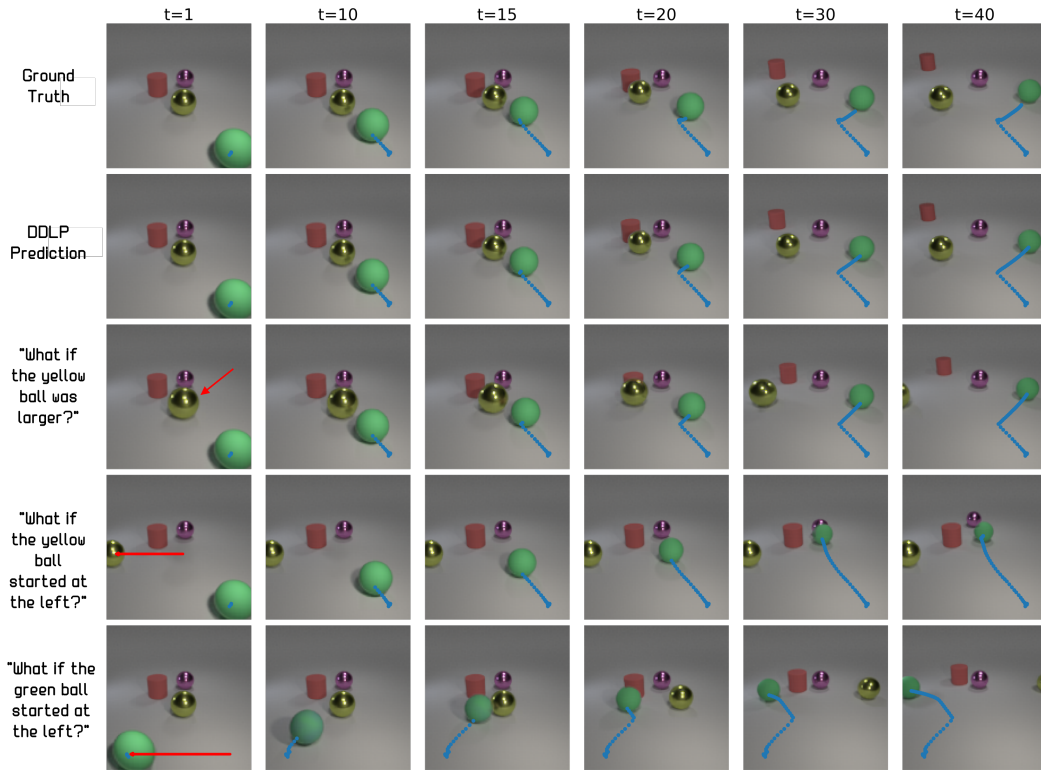 t=1 t=10 t=15 t=20 t=30 t=40
Ground
Truth
DDLP
Prediction
"What if
the yellow
ball was
larger?"
"What if
the yellow
ball
started at
the left?"
"What if the
green ball
started at
the left?"